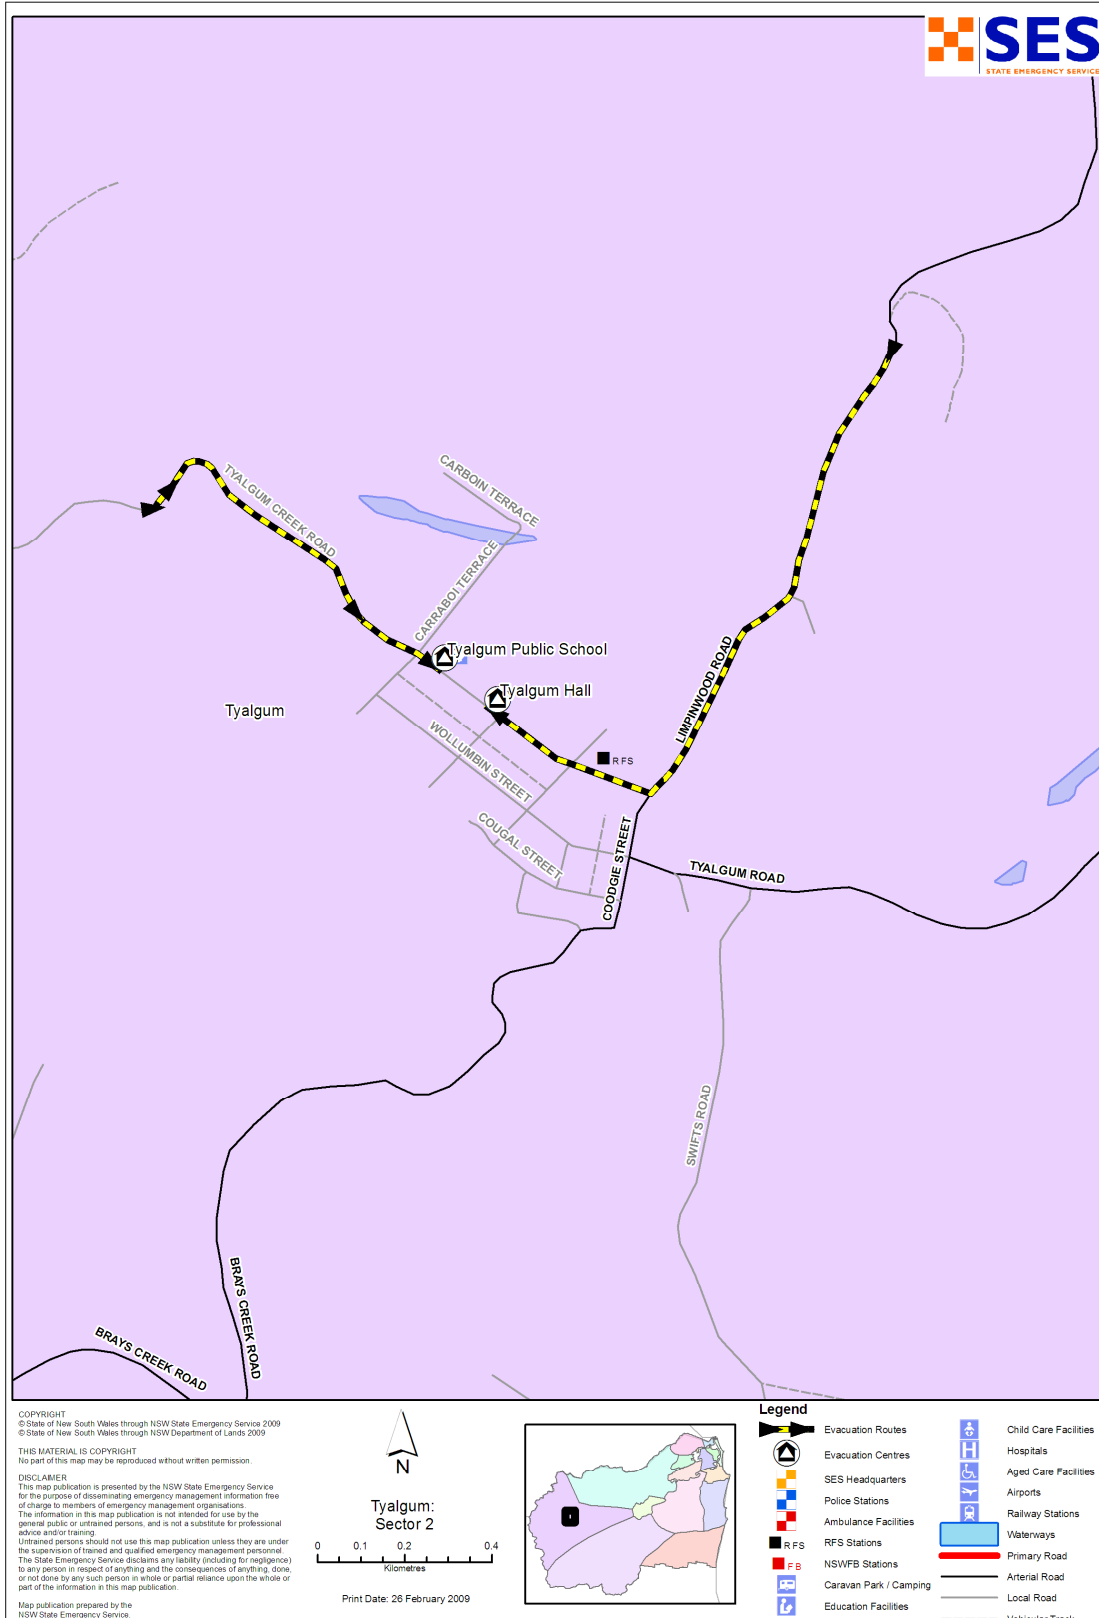 SES
STATE EMERGENCY SERVICE
CARBOIN TERRACE
TYALGUM CREEK ROAD
CARRABOI TERRACE
Tyalgum Public School
Tyalgum Hall
Tyalgum
LIMPINWOOD ROAD
RFS
WOLLUMBIN STREET
COUGAL STREET
COODGIE STREET
TYALGUM ROAD
SWIFTS ROAD
BRAYS CREEK ROAD
BRAYS CREEK ROAD
COPYRIGHT
© State of New South Wales through NSW State Emergency Service 2009
© State of New South Wales through NSW Department of Lands 2009
THIS MATERIAL IS COPYRIGHT
No part of this map may be reproduced without written permission.
DISCLAIMER
This map publication is presented by the NSW State Emergency Service
for the purpose of disseminating emergency management information free
of charge to members of emergency management organisations.
The information in this map publication is not intended for use by the
general public or untrained persons, and is not a substitute for professional
advice and/or training.
Untrained persons should not use this map publication unless they are under
the supervision of trained and qualified emergency management personnel.
The State Emergency Service disclaims any liability (including for negligence)
to any person in respect of anything and the consequences of anything, done,
or not done by any such person in whole or partial reliance upon the whole or
part of the information in this map publication.
Map publication prepared by the
NSW State Emergency Service.
N
Tyalgum:
Sector 2
0 0.1 0.2 0.4
Kilometres
Print Date: 26 February 2009
Legend
Evacuation Routes
Evacuation Centres
SES Headquarters
Police Stations
Ambulance Facilities
RFS RFS Stations
FB NSWFB Stations
Caravan Park / Camping
Education Facilities
Child Care Facilities
H Hospitals
Aged Care Facilities
Airports
Railway Stations
Waterways
Primary Road
Arterial Road
Local Road
Vehicular Track